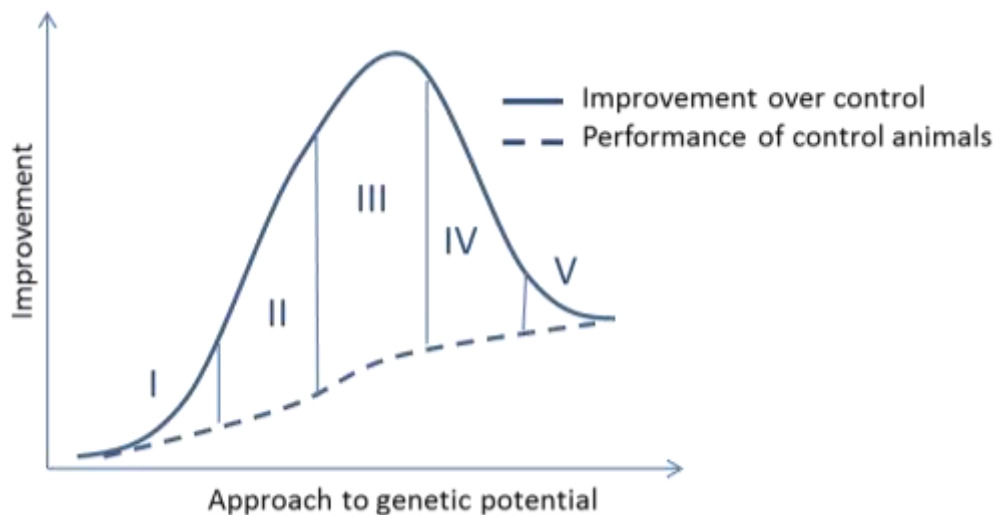 Improvement over control
Performance of control animals
Improvement
I
II
III
IV
V
Approach to genetic potential